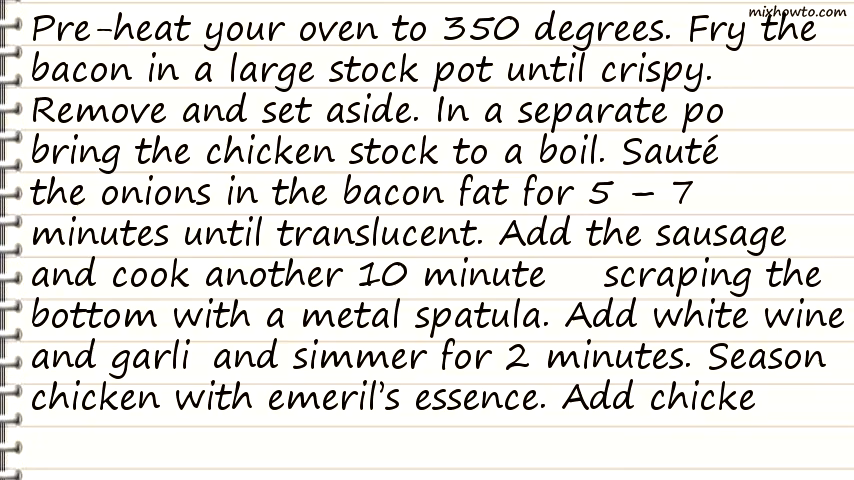 mixhowto.com
Pre-heat your oven to 350 degrees. Fry the
bacon in a large stock pot until crispy.
Remove and set aside. In a separate po
bring the chicken stock to a boil. Sauté
the onions in the bacon fat for 5 – 7
minutes until translucent. Add the sausage
and cook another 10 minute scraping the
bottom with a metal spatula. Add white wine
and garli and simmer for 2 minutes. Season
chicken with emeril's essence. Add chicke